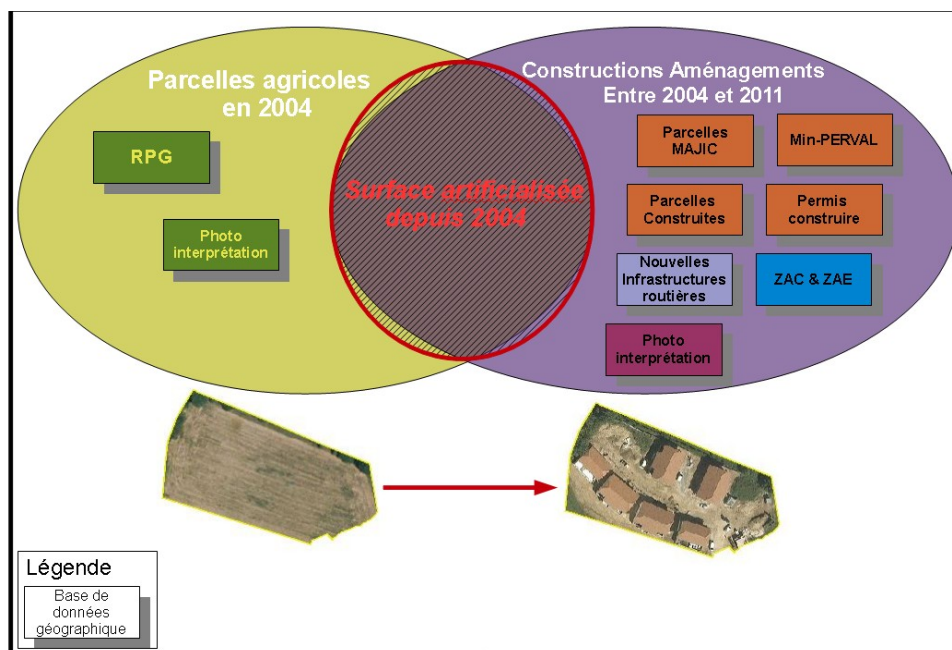 Parcelles agricoles
en 2004
RPG
Photo
interprétation
Surface artificialisée
depuis 2004
Constructions Aménagements
Entre 2004 et 2011
Parcelles
MAJIC
Min-PERVAL
Parcelles
Construites
Permis
construire
Nouvelles
Infrastructures
routières
ZAC & ZAE
Photo
interprétation
Légende
Base de
données
géographique